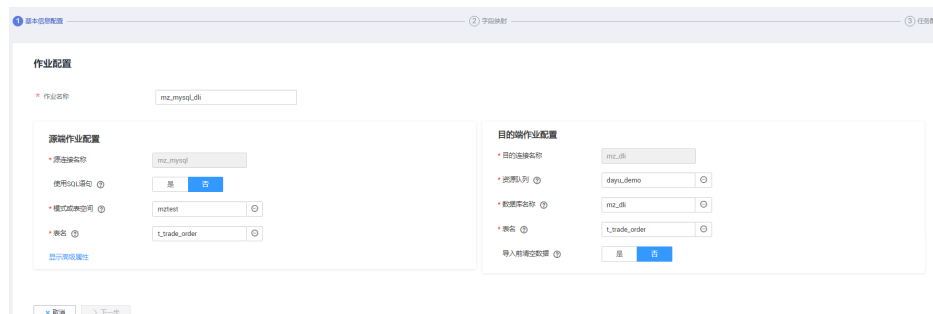 1 基本信息配置
2 字段映射
3 任务配
作业配置
* 作业名称 mz_mysql_dli
源端作业配置
* 源连接名称 mz_mysql
使用SQL语句 是 否
* 模式或表空间 mztest
* 表名 t_trade_order
显示高级属性
目的端作业配置
* 目的连接名称 mz_dli
* 资源队列 dayu_demo
* 数据库名称 mz_dli
* 表名 t_trade_order
导入前清空数据 是 否
× 取消 > 下一步